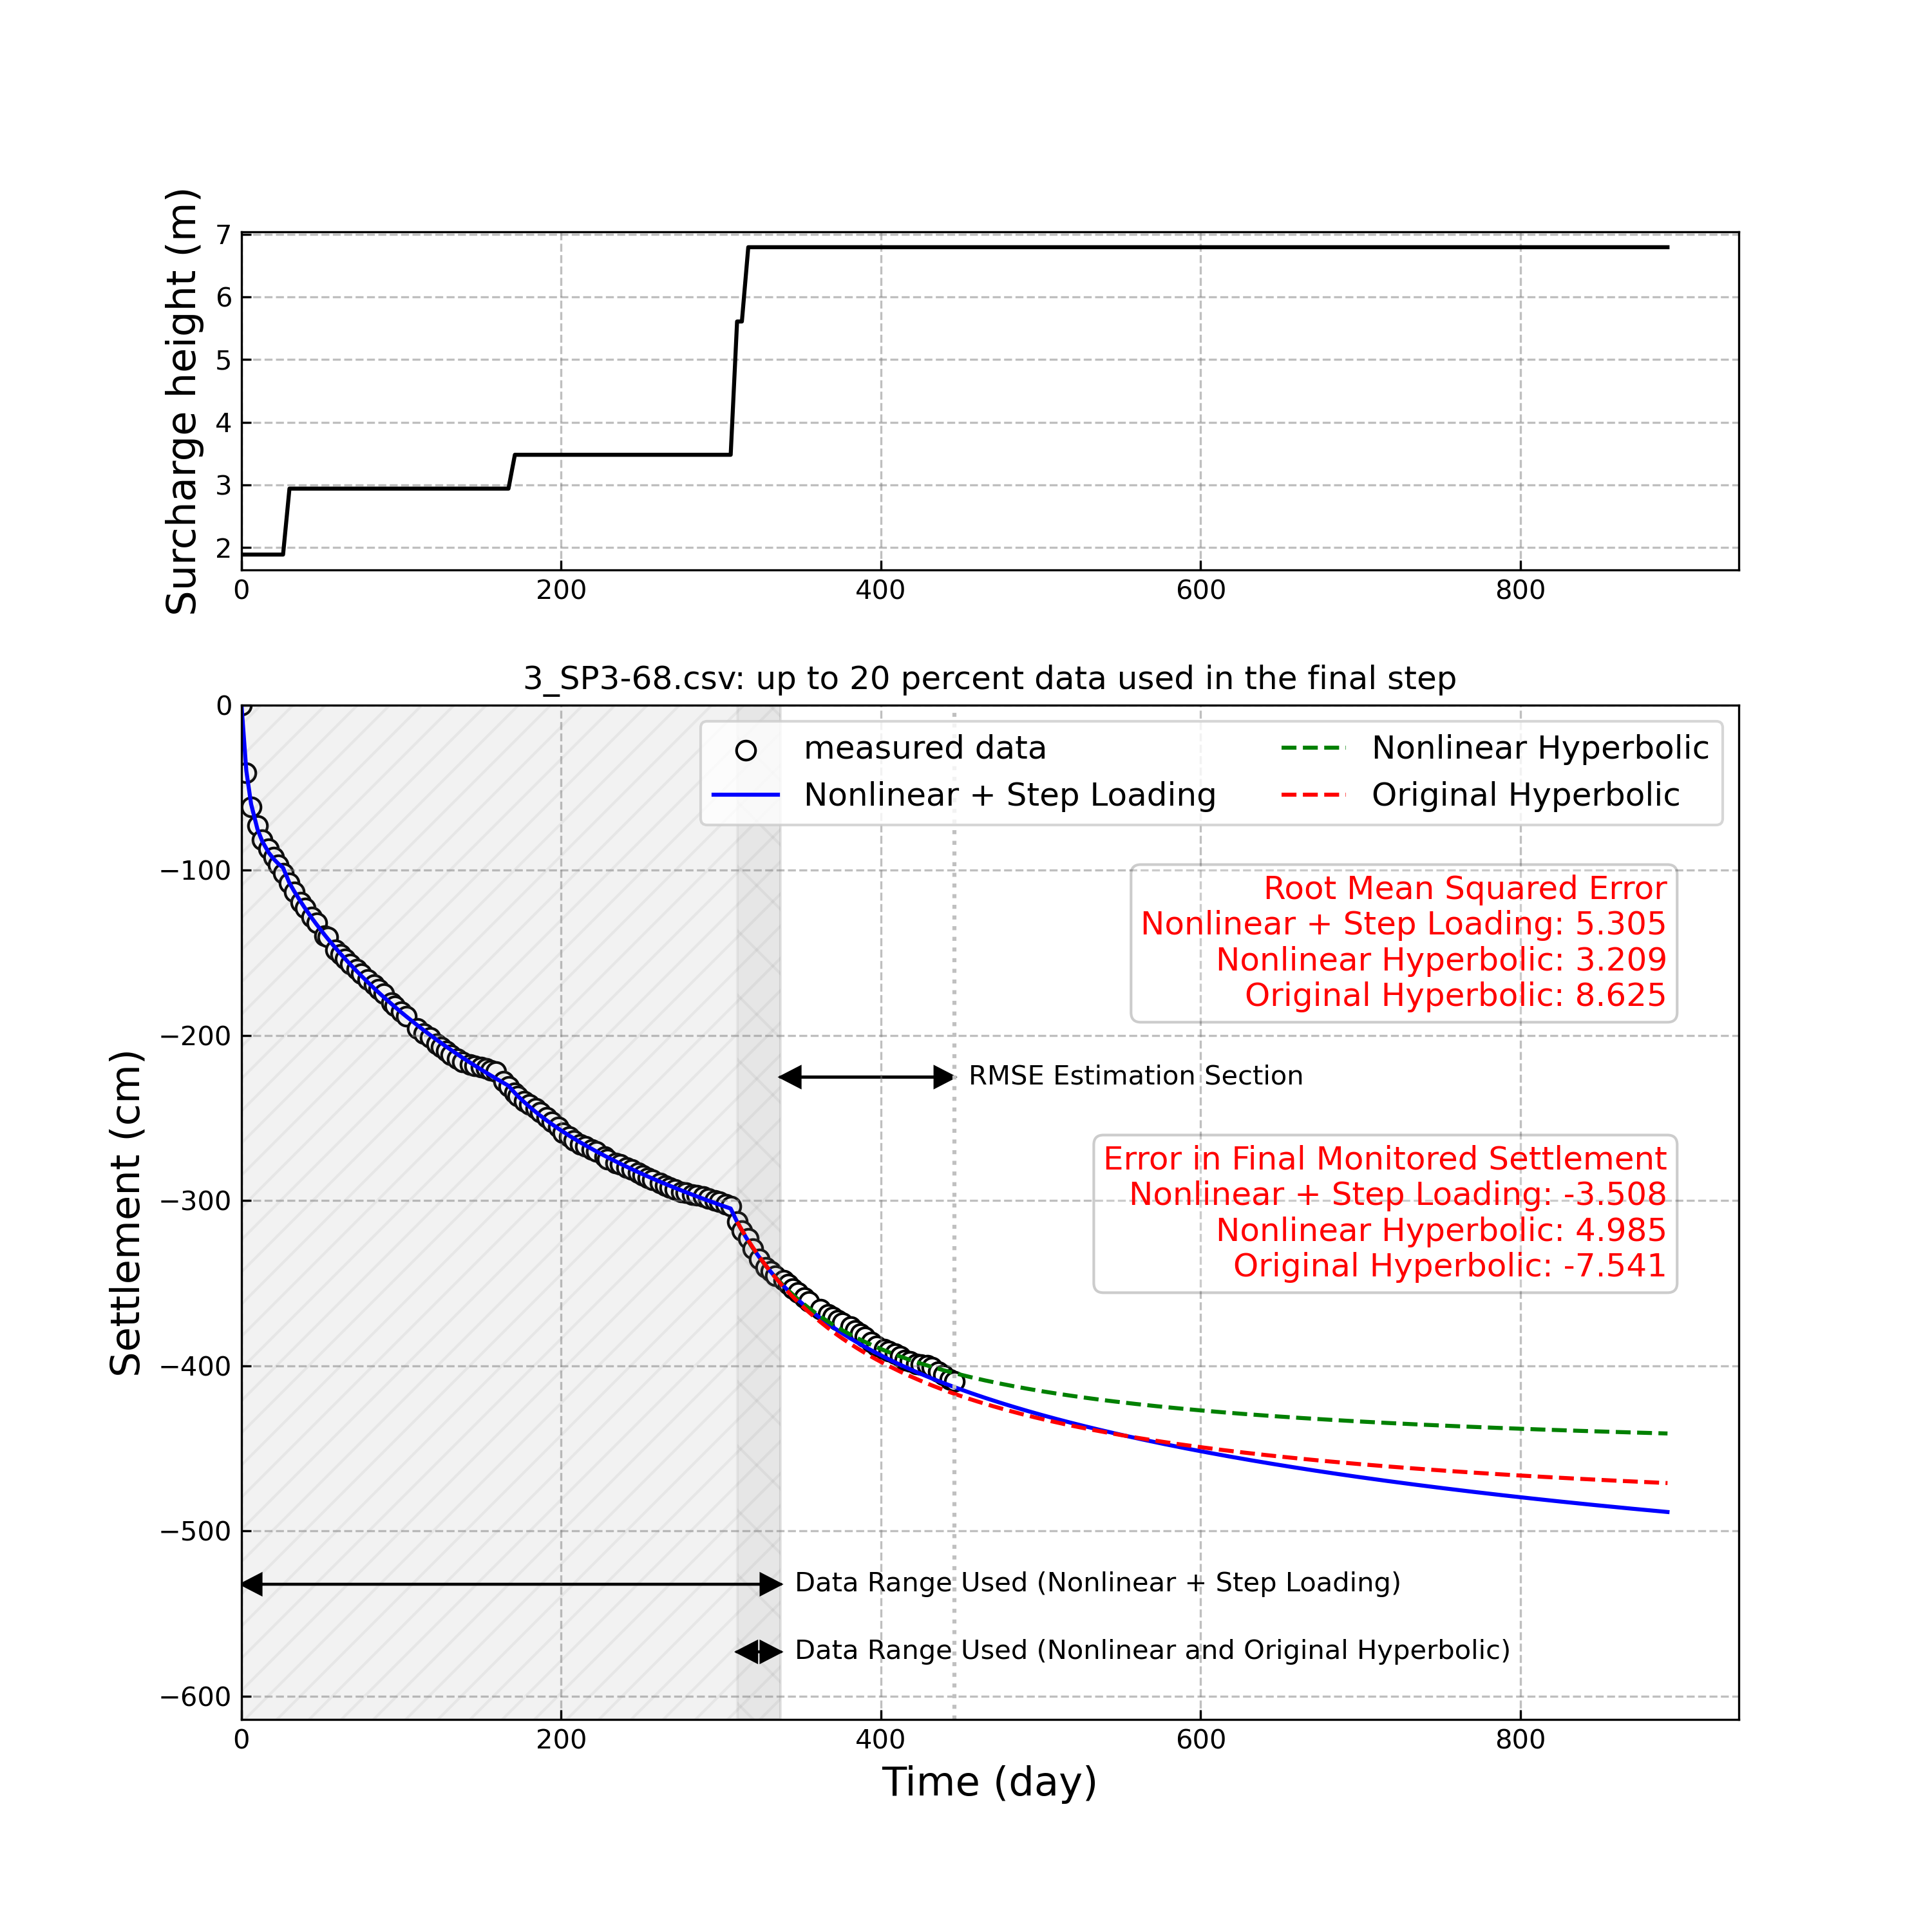 Surcharge height (m)
7
6
5
4
3
2
0 200 400 600 800
3_SP3-68.csv: up to 20 percent data used in the final step
Settlement (cm)
0
−100
−200
−300
−400
−500
−600
measured data
Nonlinear + Step Loading
Nonlinear Hyperbolic
Original Hyperbolic
Root Mean Squared Error
Nonlinear + Step Loading: 5.305
Nonlinear Hyperbolic: 3.209
Original Hyperbolic: 8.625
RMSE Estimation Section
Error in Final Monitored Settlement
Nonlinear + Step Loading: -3.508
Nonlinear Hyperbolic: 4.985
Original Hyperbolic: -7.541
Data Range Used (Nonlinear + Step Loading)
Data Range Used (Nonlinear and Original Hyperbolic)
0 200 400 600 800
Time (day)